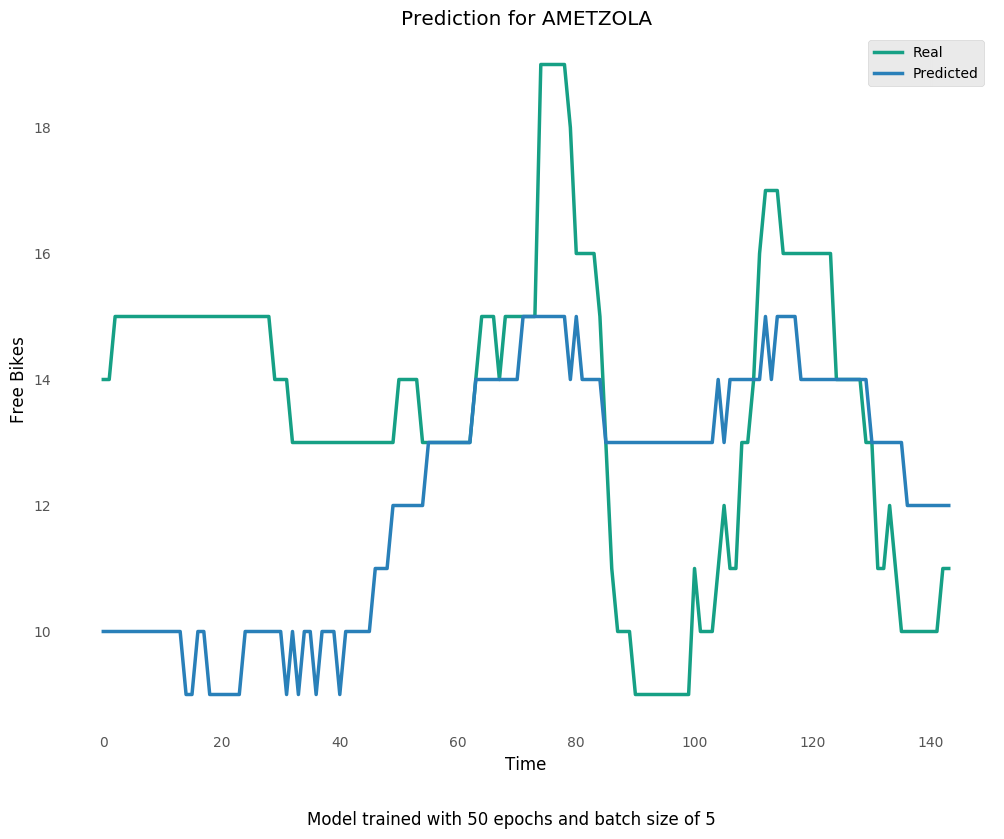 Prediction for AMETZOLA
Real
Predicted
Free Bikes
18
16
14
12
10
0 20 40 60 80 100 120 140
Time
Model trained with 50 epochs and batch size of 5